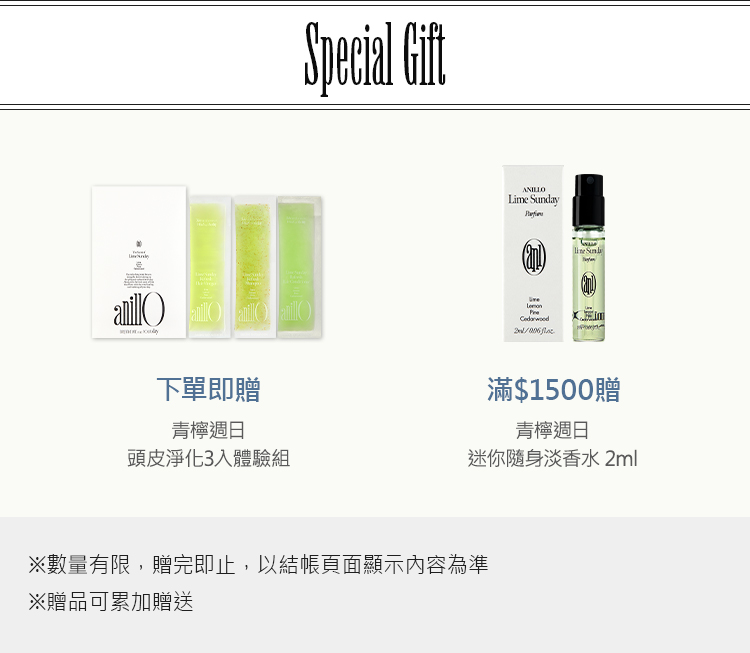 Special Gift
ANILLO
Lime Sunday
Parfum
anillO
Lime
Lemon
Pine
Cedarwood
2ml / 0.06 fl.oz.
下單即贈
青檸週日
頭皮淨化3入體驗組
滿$1500贈
青檸週日
迷你隨身淡香水 2ml
※數量有限，贈完即止，以結帳頁面顯示內容為準
※贈品可累加贈送